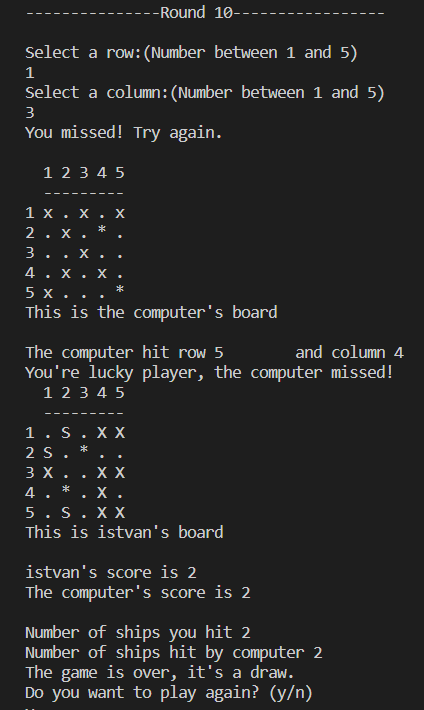 ---------------Round 10-----------------
Select a row:(Number between 1 and 5)
1
Select a column:(Number between 1 and 5)
3
You missed! Try again.
  1 2 3 4 5
  ---------
1 x . x . x
2 . x . * .
3 . . x . .
4 . x . x .
5 x . . . *
This is the computer's board
The computer hit row 5        and column 4
You're lucky player, the computer missed!
  1 2 3 4 5
  ---------
1 . S . X X
2 S . * . .
3 X . . X X
4 . * . X .
5 . S . X X
This is istvan's board
istvan's score is 2
The computer's score is 2
Number of ships you hit 2
Number of ships hit by computer 2
The game is over, it's a draw.
Do you want to play again? (y/n)